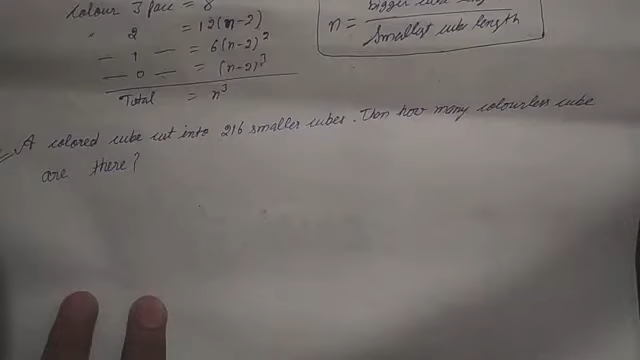 Colour 3 face = 8
" 2 = 12(n-2)
— 1 — = 6(n-2)²
— 0 — = (n-2)³
Total = n³
n = bigger cube / Smallest cube length
A colored cube cut into 216 smaller cubes. Then how many colourless cube
are there?